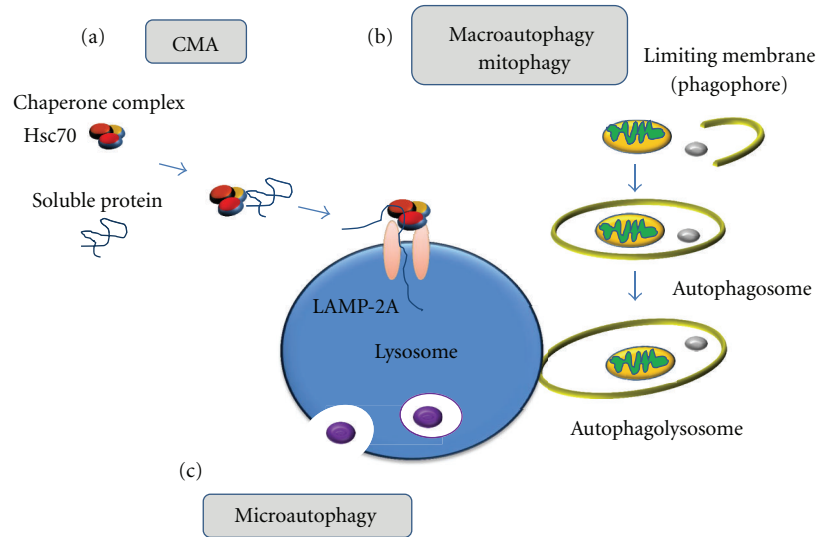 (a)
CMA
Chaperone complex
Hsc70
Soluble protein
LAMP-2A
Lysosome
(b)
Macroautophagy
mitophagy
Limiting membrane
(phagophore)
Autophagosome
Autophagolysosome
(c)
Microautophagy